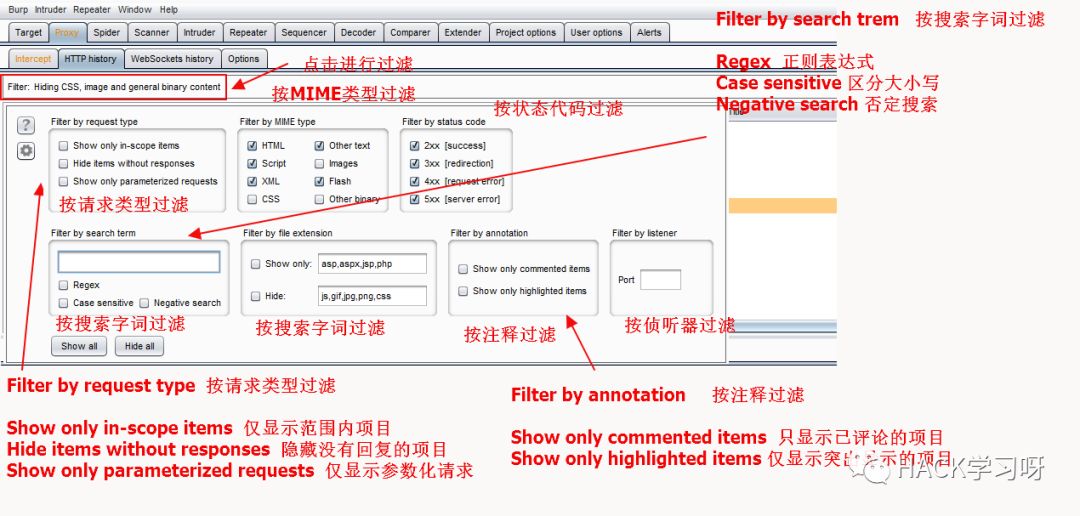 Burp Intruder Repeater Window Help
Filter by search trem 按搜索字词过滤
Target Proxy Spider Scanner Intruder Repeater Sequencer Decoder Comparer Extender Project options User options Alerts
Intercept HTTP history WebSockets history Options
点击进行过滤
Regex 正则表达式
Case sensitive 区分大小写
Negative search 否定搜索
Filter: Hiding CSS, image and general binary content
按MIME类型过滤
按状态代码过滤
Title
? Filter by request type Filter by MIME type Filter by status code
Show only in-scope items HTML Other text 2xx [success]
Hide items without responses Script Images 3xx [redirection]
Show only parameterized requests XML Flash 4xx [request error]
CSS Other binary 5xx [server error]
按请求类型过滤
Filter by search term Filter by file extension Filter by annotation Filter by listener
Show only: asp,aspx,jsp,php Show only commented items
Regex Port
Hide: js,gif,jpg,png,css Show only highlighted items
Case sensitive Negative search
按搜索字词过滤 按搜索字词过滤 按注释过滤 按侦听器过滤
Show all Hide all
Filter by request type 按请求类型过滤
Show only in-scope items 仅显示范围内项目
Hide items without responses 隐藏没有回复的项目
Show only parameterized requests 仅显示参数化请求
Filter by annotation 按注释过滤
Show only commented items 只显示已评论的项目
Show only highlighted items 仅显示突出显示的项目
HACK学习呀